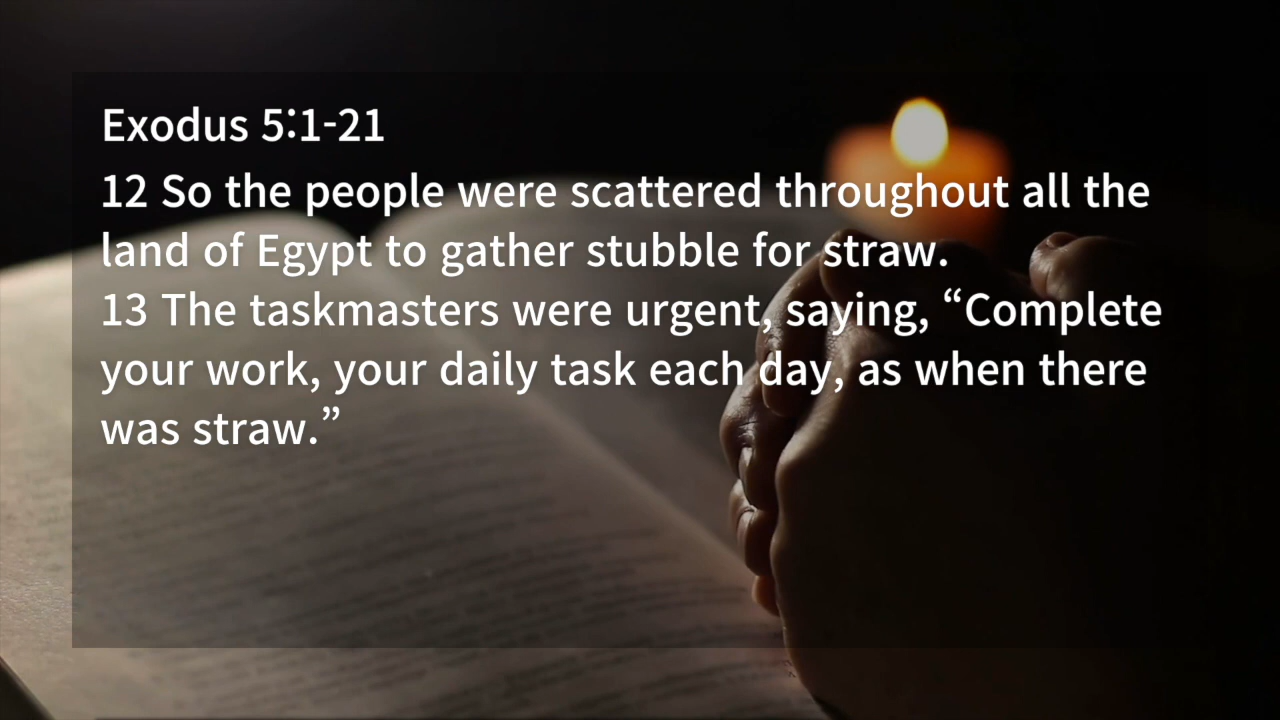 Exodus 5:1-21
12 So the people were scattered throughout all the
land of Egypt to gather stubble for straw.
13 The taskmasters were urgent, saying, “Complete
your work, your daily task each day, as when there
was straw.”